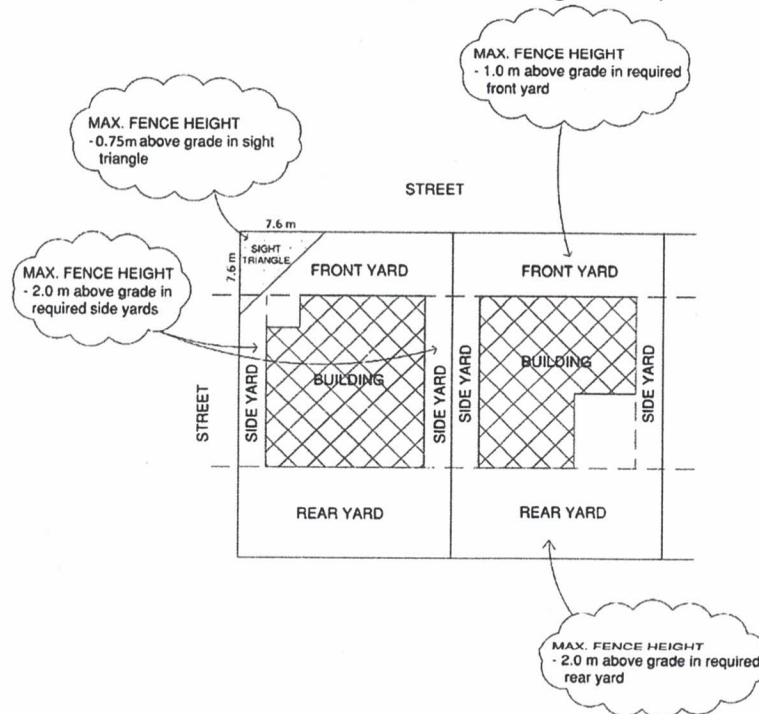 MAX. FENCE HEIGHT
- 1.0 m above grade in required
front yard
MAX. FENCE HEIGHT
- 0.75m above grade in sight
triangle
STREET
7.6 m
7.6 m
SIGHT
TRIANGLE
FRONT YARD
FRONT YARD
MAX. FENCE HEIGHT
- 2.0 m above grade in
required side yards
STREET
SIDE YARD
BUILDING
SIDE YARD
SIDE YARD
BUILDING
SIDE YARD
REAR YARD
REAR YARD
MAX. FENCE HEIGHT
- 2.0 m above grade in required
rear yard